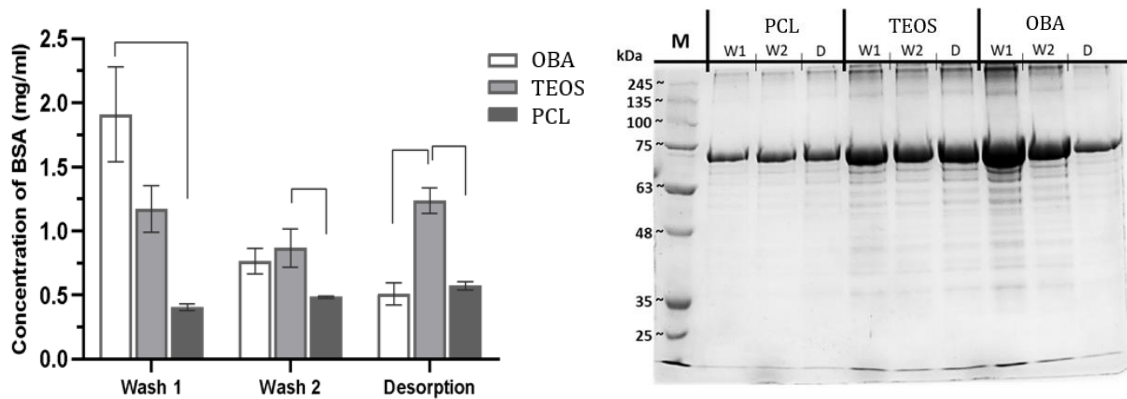 Concentration of BSA (mg/ml)
2.5
2.0
1.5
1.0
0.5
0.0
OBA
TEOS
PCL
Wash 1 Wash 2 Desorption
PCL TEOS OBA
kDa M W1 W2 D W1 W2 D W1 W2 D
245~
135~
100~
75~
63~
48~
35~
25~